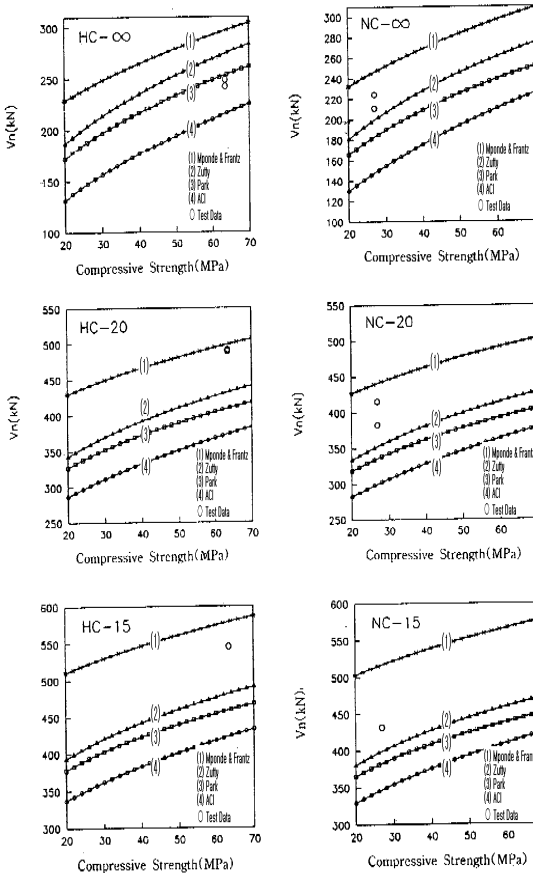 HC-∞
300
250
200
150
100
Vn(kN)
(1)
(2)
(3)
(4)
(1) Mponde & Frantz
(2) Zutty
(3) Park
(4) ACI
○ Test Data
20 30 40 50 60 70
Compressive Strength(MPa)
NC-∞
300
280
260
240
220
200
180
160
140
120
100
Vn(kN)
(1)
(2)
(3)
(4)
(1) Mponde & Frantz
(2) Zutty
(3) Park
(4) ACI
○ Test Data
20 30 40 50 60
Compressive Strength(MPa)
HC-20
550
500
450
400
350
300
250
Vn(kN)
(1)
(2)
(3)
(4)
(1) Mponde & Frantz
(2) Zutty
(3) Park
(4) ACI
○ Test Data
20 30 40 50 60 70
Compressive Strength(MPa)
NC-20
550
500
450
400
350
300
250
Vn(kN)
(1)
(2)
(3)
(4)
(1) Mponde & Frantz
(2) Zutty
(3) Park
(4) ACI
○ Test Data
20 30 40 50 60
Compressive Strength(MPa)
HC-15
600
550
500
450
400
350
300
Vn(kN)
(1)
(2)
(3)
(4)
(1) Mponde & Frantz
(2) Zutty
(3) Park
(4) ACI
○ Test Data
20 30 40 50 60 70
Compressive Strength(MPa)
NC-15
600
550
500
450
400
350
300
Vn(kN)
(1)
(2)
(3)
(4)
(1) Mponde & Frantz
(2) Zutty
(3) Park
(4) ACI
○ Test Data
20 30 40 50 60
Compressive Strength(MPa)